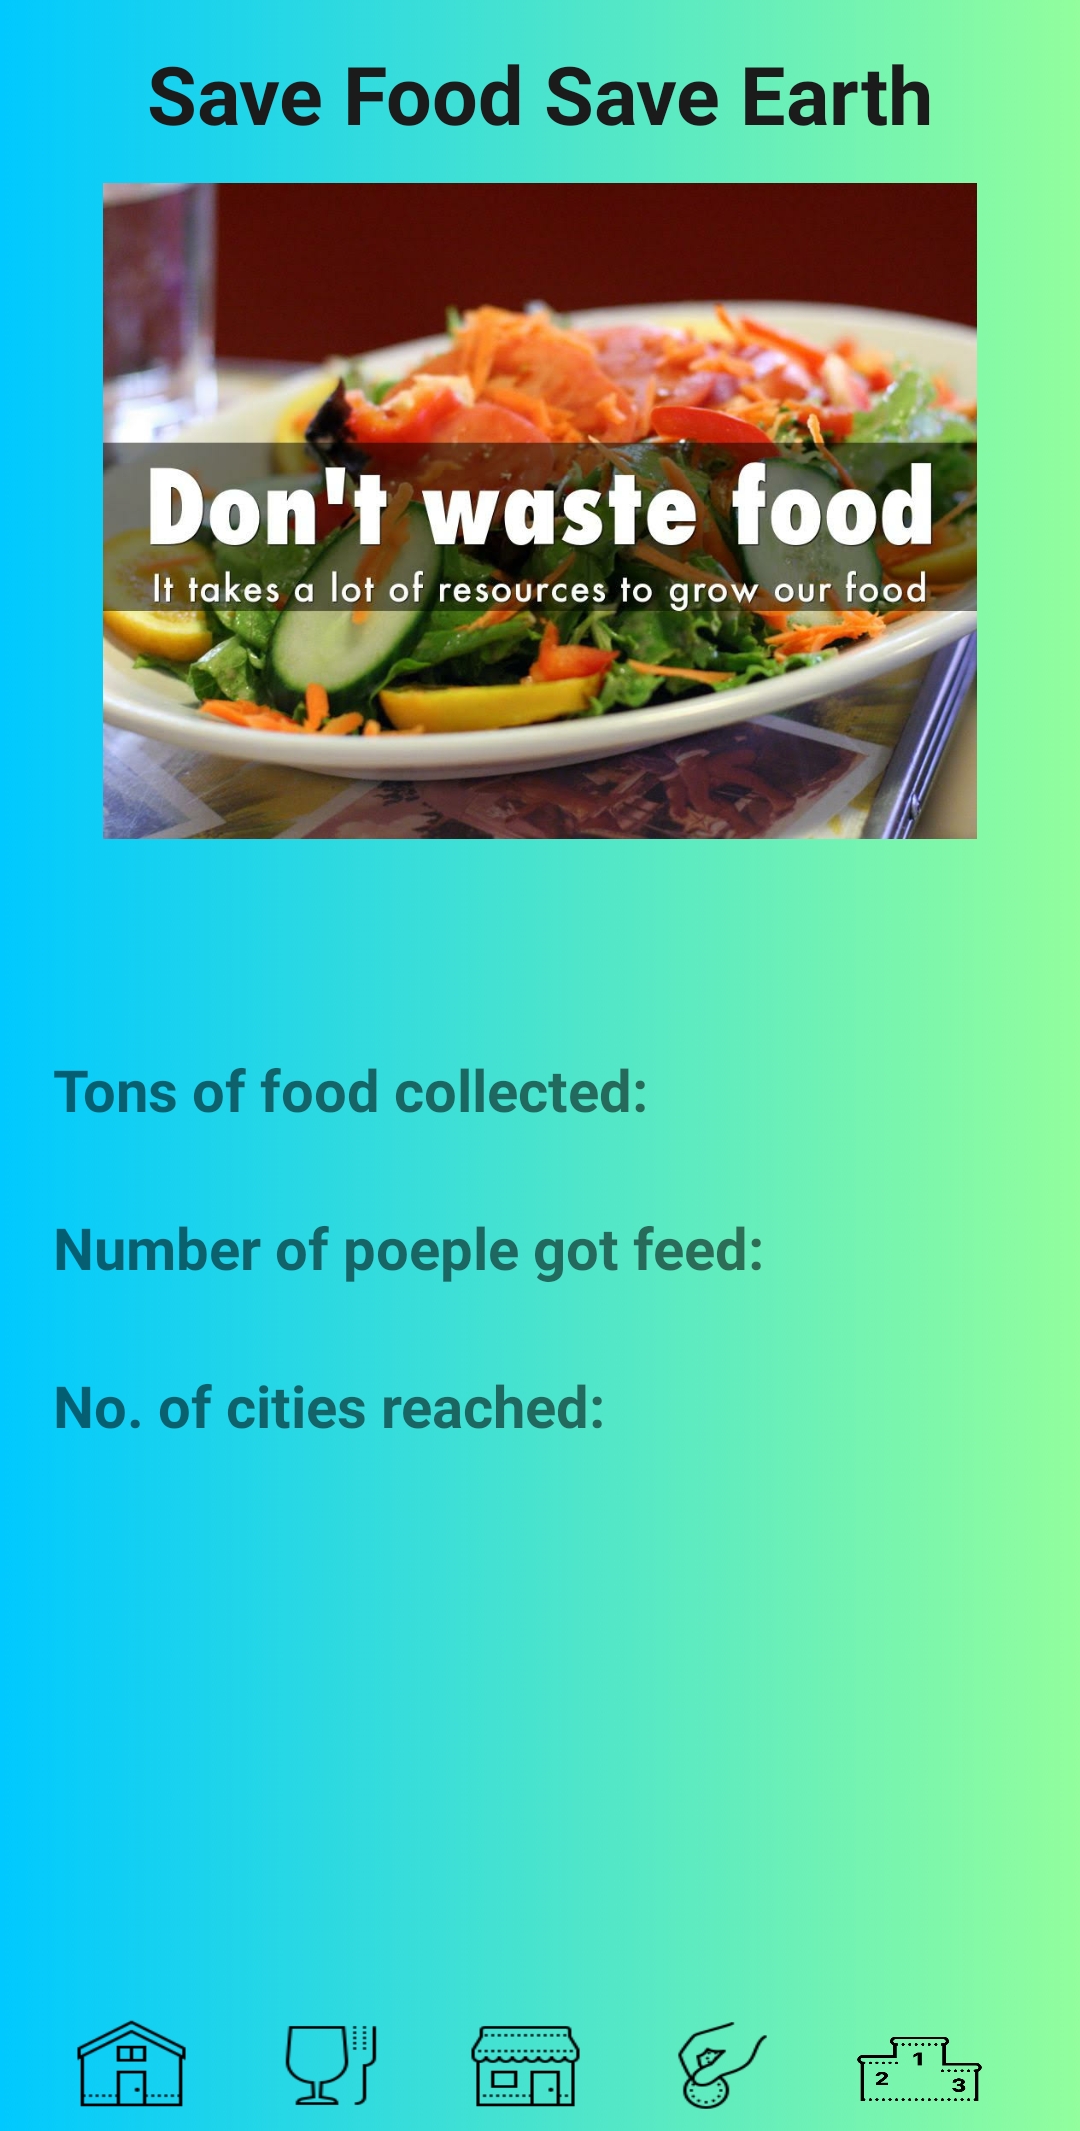 Save Food Save Earth
Don't waste food
It takes a lot of resources to grow our food
Tons of food collected:
Number of poeple got feed:
No. of cities reached:
1
2
3